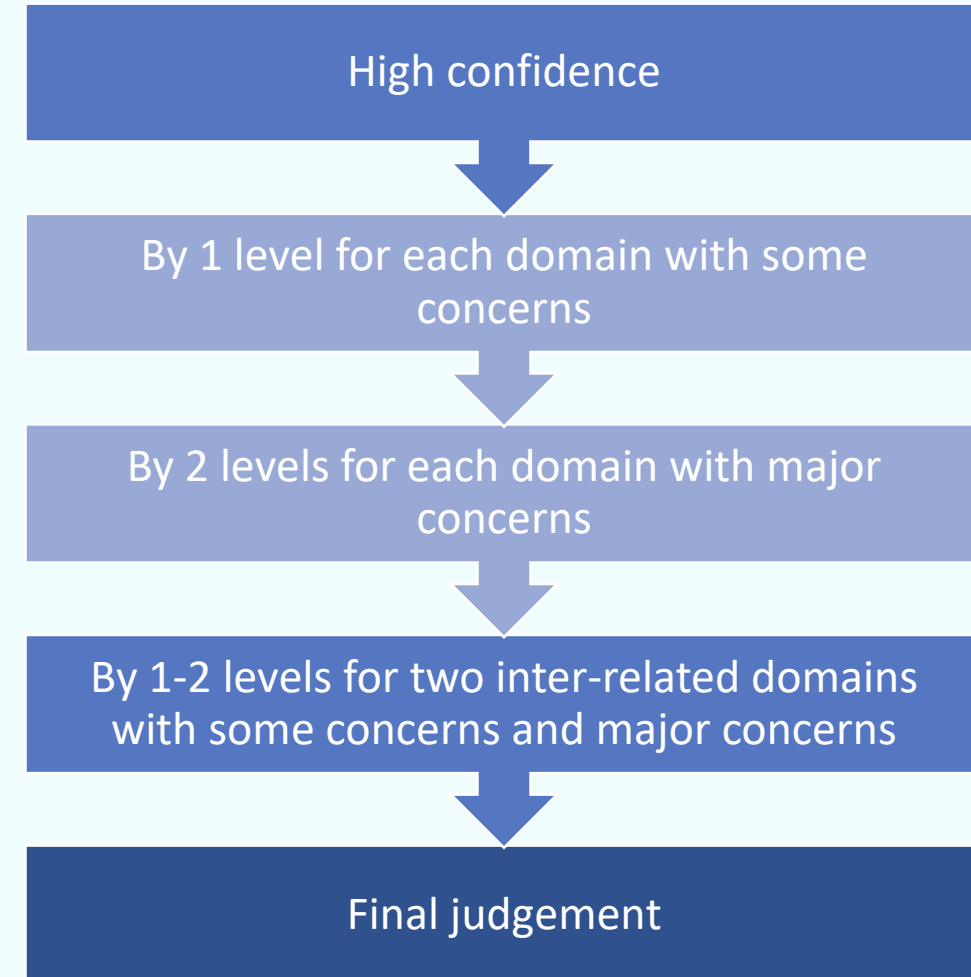 High confidence
By 1 level for each domain with some
concerns
By 2 levels for each domain with major
concerns
By 1-2 levels for two inter-related domains
with some concerns and major concerns
Final judgement